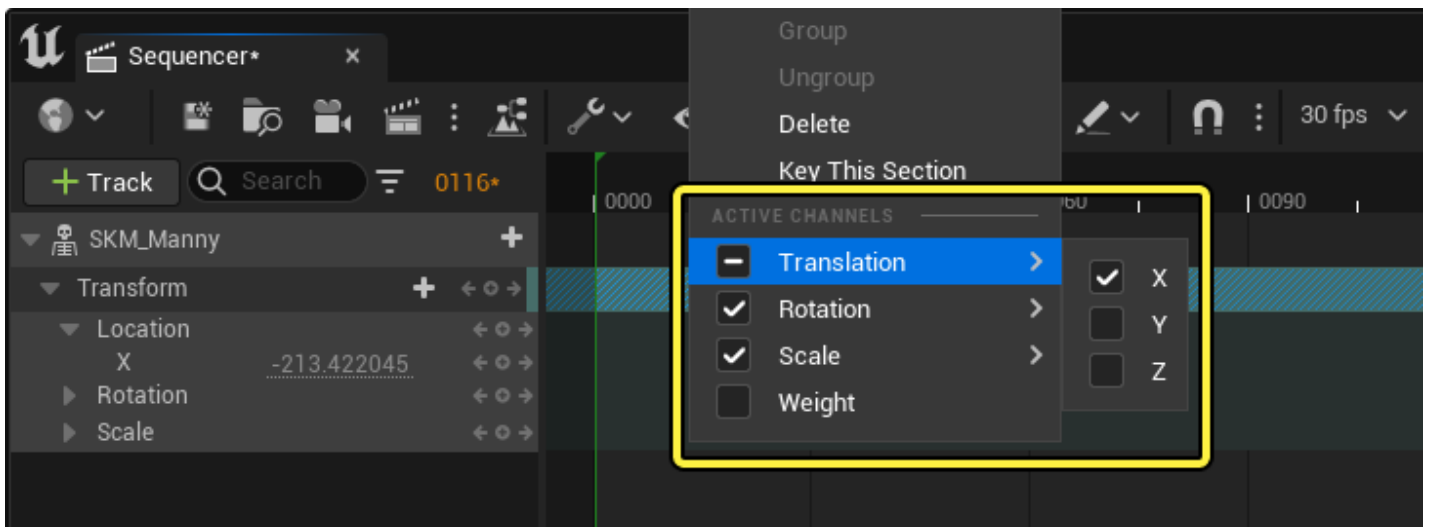 Sequencer*
Group
Ungroup
Delete
Key This Section
30 fps
Track
Search
0116*
0000
0090
ACTIVE CHANNELS
SKM_Manny
Translation
X
Transform
Rotation
Y
Location
Scale
Z
X -213.422045
Weight
Rotation
Scale